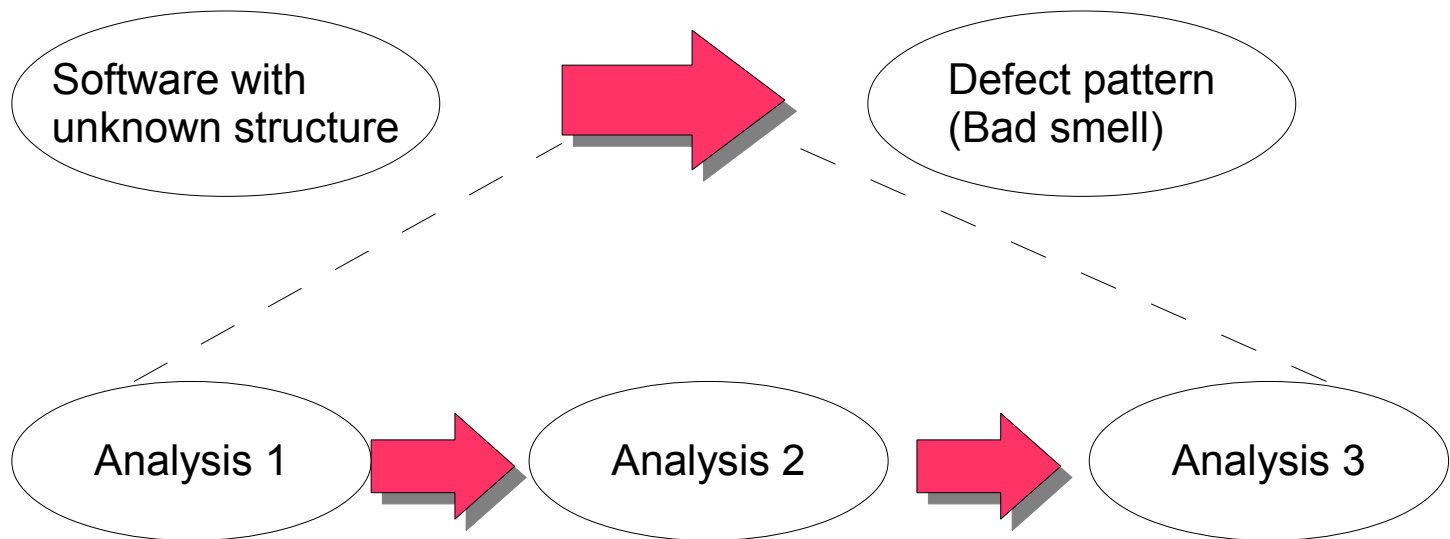 Software with
unknown structure
Defect pattern
(Bad smell)
Analysis 1
Analysis 2
Analysis 3